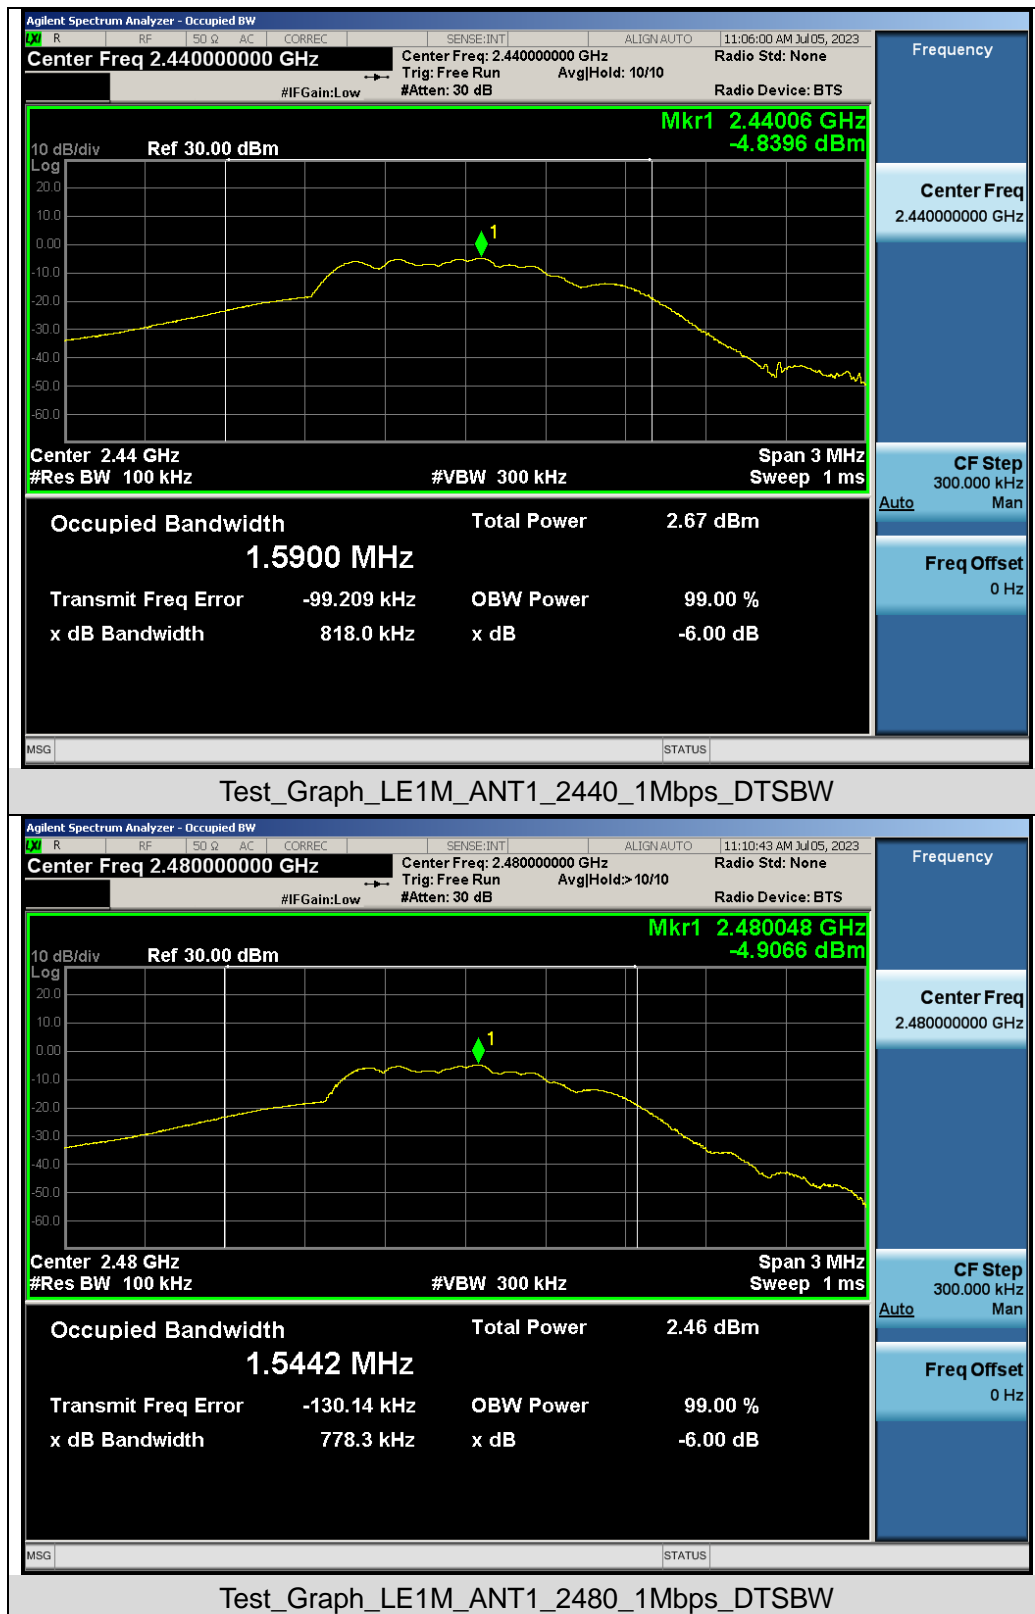 Agilent Spectrum Analyzer - Occupied BW
LXI R RF 50 Ω AC CORREC SENSE:INT ALIGN AUTO 11:06:00 AM Jul 05, 2023
Center Freq 2.440000000 GHz Center Freq: 2.440000000 GHz Radio Std: None Frequency
Trig: Free Run Avg|Hold: 10/10
#IFGain:Low #Atten: 30 dB Radio Device: BTS
Mkr1 2.44006 GHz
10 dB/div Ref 30.00 dBm -4.8396 dBm
Log
20.0
10.0
0.00
-10.0
-20.0
-30.0
-40.0
-50.0
-60.0
1
Center Freq
2.440000000 GHz
Center 2.44 GHz Span 3 MHz
#Res BW 100 kHz #VBW 300 kHz Sweep 1 ms
CF Step
300.000 kHz
Auto Man
Occupied Bandwidth Total Power 2.67 dBm
1.5900 MHz
Freq Offset
0 Hz
Transmit Freq Error -99.209 kHz OBW Power 99.00 %
x dB Bandwidth 818.0 kHz x dB -6.00 dB
MSG STATUS
Test_Graph_LE1M_ANT1_2440_1Mbps_DTSBW
Agilent Spectrum Analyzer - Occupied BW
LXI R RF 50 Ω AC CORREC SENSE:INT ALIGN AUTO 11:10:43 AM Jul 05, 2023
Center Freq 2.480000000 GHz Center Freq: 2.480000000 GHz Radio Std: None Frequency
Trig: Free Run Avg|Hold:>10/10
#IFGain:Low #Atten: 30 dB Radio Device: BTS
Mkr1 2.480048 GHz
10 dB/div Ref 30.00 dBm -4.9066 dBm
Log
20.0
10.0
0.00
-10.0
-20.0
-30.0
-40.0
-50.0
-60.0
1
Center Freq
2.480000000 GHz
Center 2.48 GHz Span 3 MHz
#Res BW 100 kHz #VBW 300 kHz Sweep 1 ms
CF Step
300.000 kHz
Auto Man
Occupied Bandwidth Total Power 2.46 dBm
1.5442 MHz
Freq Offset
0 Hz
Transmit Freq Error -130.14 kHz OBW Power 99.00 %
x dB Bandwidth 778.3 kHz x dB -6.00 dB
MSG STATUS
Test_Graph_LE1M_ANT1_2480_1Mbps_DTSBW